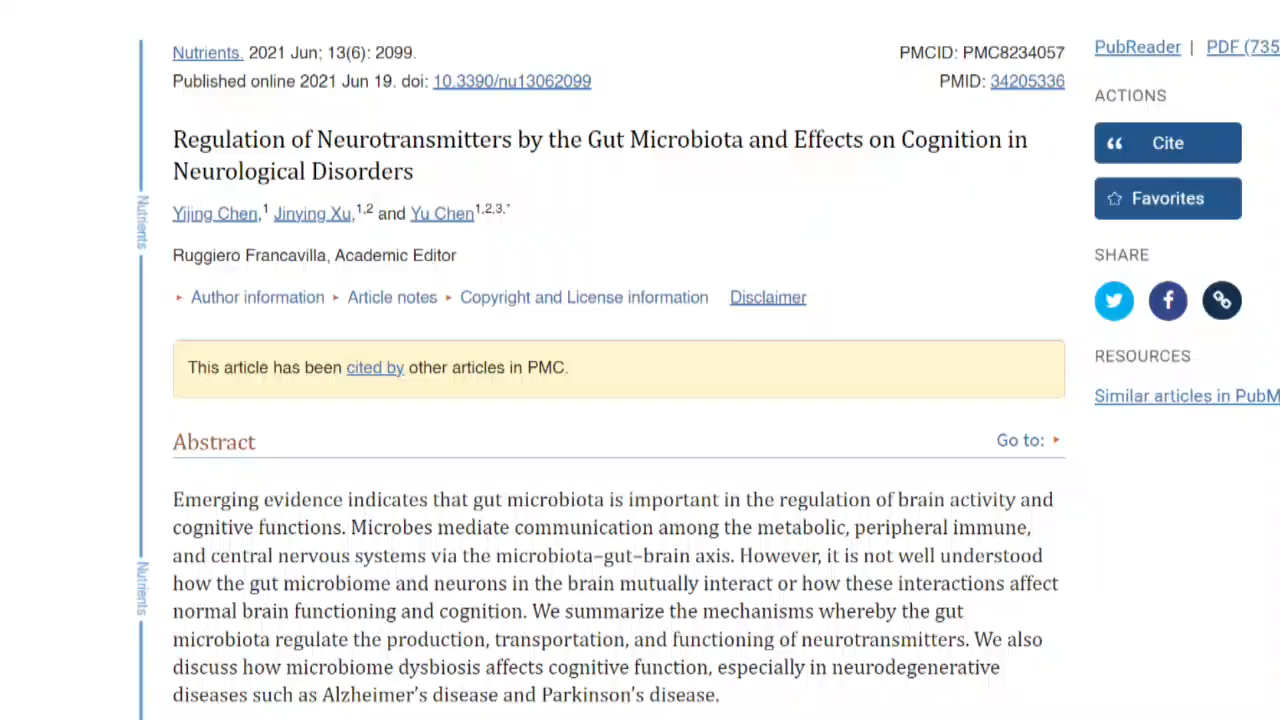 Nutrients. 2021 Jun; 13(6): 2099.
PMCID: PMC8234057
Published online 2021 Jun 19. doi: 10.3390/nu13062099
PMID: 34205336
Regulation of Neurotransmitters by the Gut Microbiota and Effects on Cognition in
Neurological Disorders
Yijing Chen,1 Jinying Xu,1,2 and Yu Chen1,2,3,*
Ruggiero Francavilla, Academic Editor
Author information Article notes Copyright and License information Disclaimer
This article has been cited by other articles in PMC.
Abstract
Go to:
Emerging evidence indicates that gut microbiota is important in the regulation of brain activity and
cognitive functions. Microbes mediate communication among the metabolic, peripheral immune,
and central nervous systems via the microbiota–gut–brain axis. However, it is not well understood
how the gut microbiome and neurons in the brain mutually interact or how these interactions affect
normal brain functioning and cognition. We summarize the mechanisms whereby the gut
microbiota regulate the production, transportation, and functioning of neurotransmitters. We also
discuss how microbiome dysbiosis affects cognitive function, especially in neurodegenerative
diseases such as Alzheimer's disease and Parkinson's disease.
Nutrients
Nutrients
PubReader | PDF (735
ACTIONS
Cite
Favorites
SHARE
RESOURCES
Similar articles in PubM